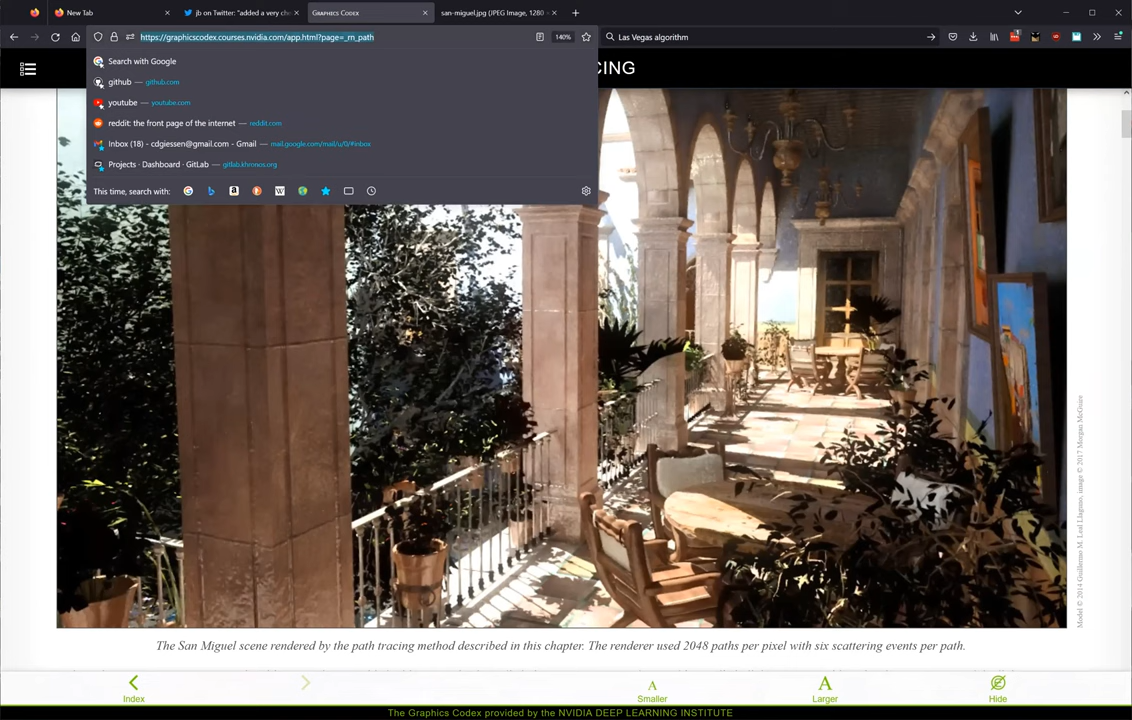 New Tab
jb on Twitter: "added a very ch
GRAPHICS CODEX
san-miguel.jpg (JPEG Image, 1280
https://graphicscodex.courses.nvidia.com/app.html?page=_rn_path
140%
Las Vegas algorithm
Search with Google
github — github.com
youtube — youtube.com
reddit: the front page of the internet — reddit.com
Inbox (18) - cdgiessen@gmail.com - Gmail — mail.google.com/mail/u/0/#inbox
Projects · Dashboard · GitLab — gitlab.khronos.org
This time, search with:
CING
Model © 2014 Guillermo M. Leal Llaguno, image © 2017 Morgan McGuire
The San Miguel scene rendered by the path tracing method described in this chapter. The renderer used 2048 paths per pixel with six scattering events per path.
Index
A
Smaller
A
Larger
Hide
The Graphics Codex provided by the NVIDIA DEEP LEARNING INSTITUTE